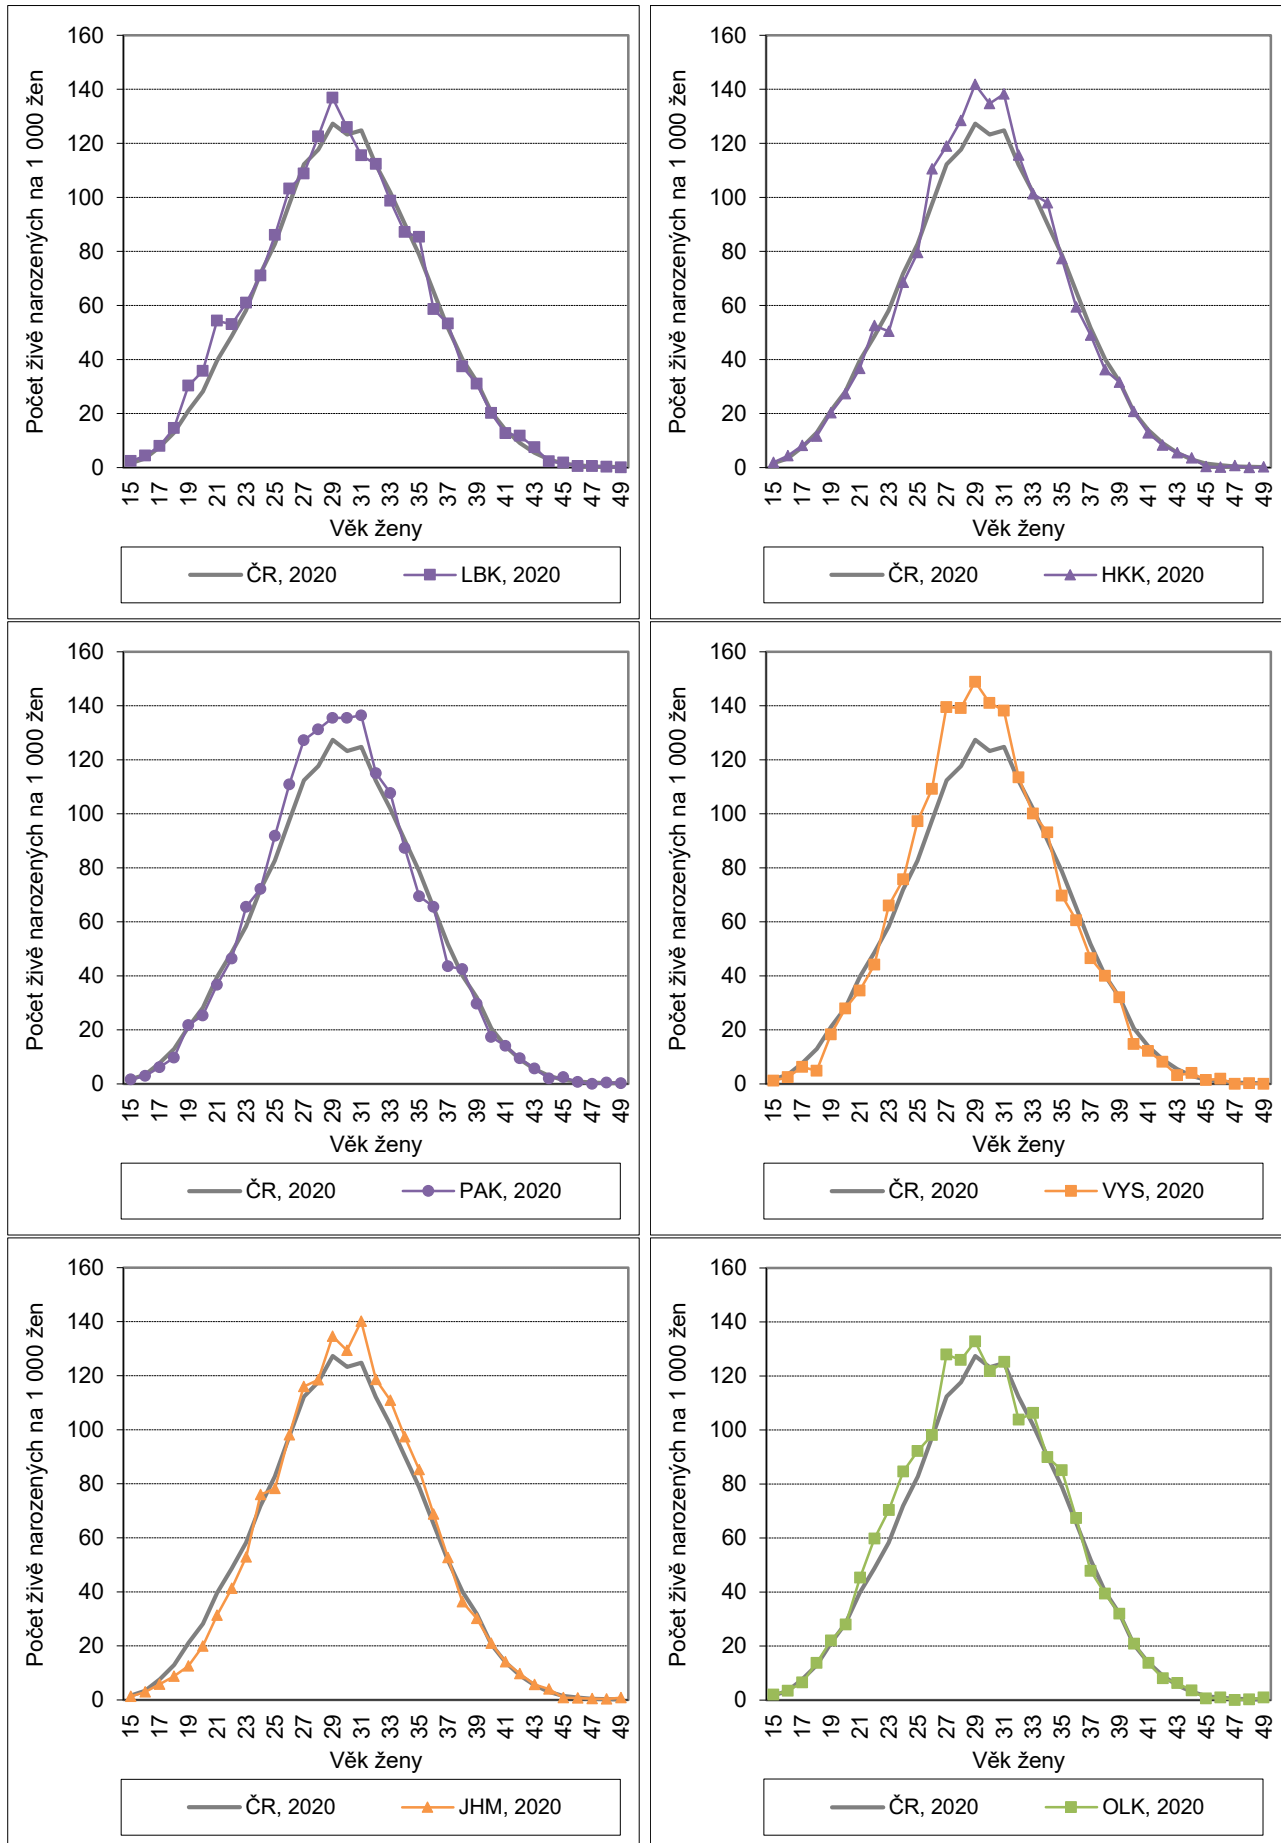 Počet živě narozených na 1 000 žen
160
140
120
100
80
60
40
20
0
15 17 19 21 23 25 27 29 31 33 35 37 39 41 43 45 47 49
Věk ženy
ČR, 2020 LBK, 2020
Počet živě narozených na 1 000 žen
160
140
120
100
80
60
40
20
0
15 17 19 21 23 25 27 29 31 33 35 37 39 41 43 45 47 49
Věk ženy
ČR, 2020 HKK, 2020
Počet živě narozených na 1 000 žen
160
140
120
100
80
60
40
20
0
15 17 19 21 23 25 27 29 31 33 35 37 39 41 43 45 47 49
Věk ženy
ČR, 2020 PAK, 2020
Počet živě narozených na 1 000 žen
160
140
120
100
80
60
40
20
0
15 17 19 21 23 25 27 29 31 33 35 37 39 41 43 45 47 49
Věk ženy
ČR, 2020 VYS, 2020
Počet živě narozených na 1 000 žen
160
140
120
100
80
60
40
20
0
15 17 19 21 23 25 27 29 31 33 35 37 39 41 43 45 47 49
Věk ženy
ČR, 2020 JHM, 2020
Počet živě narozených na 1 000 žen
160
140
120
100
80
60
40
20
0
15 17 19 21 23 25 27 29 31 33 35 37 39 41 43 45 47 49
Věk ženy
ČR, 2020 OLK, 2020